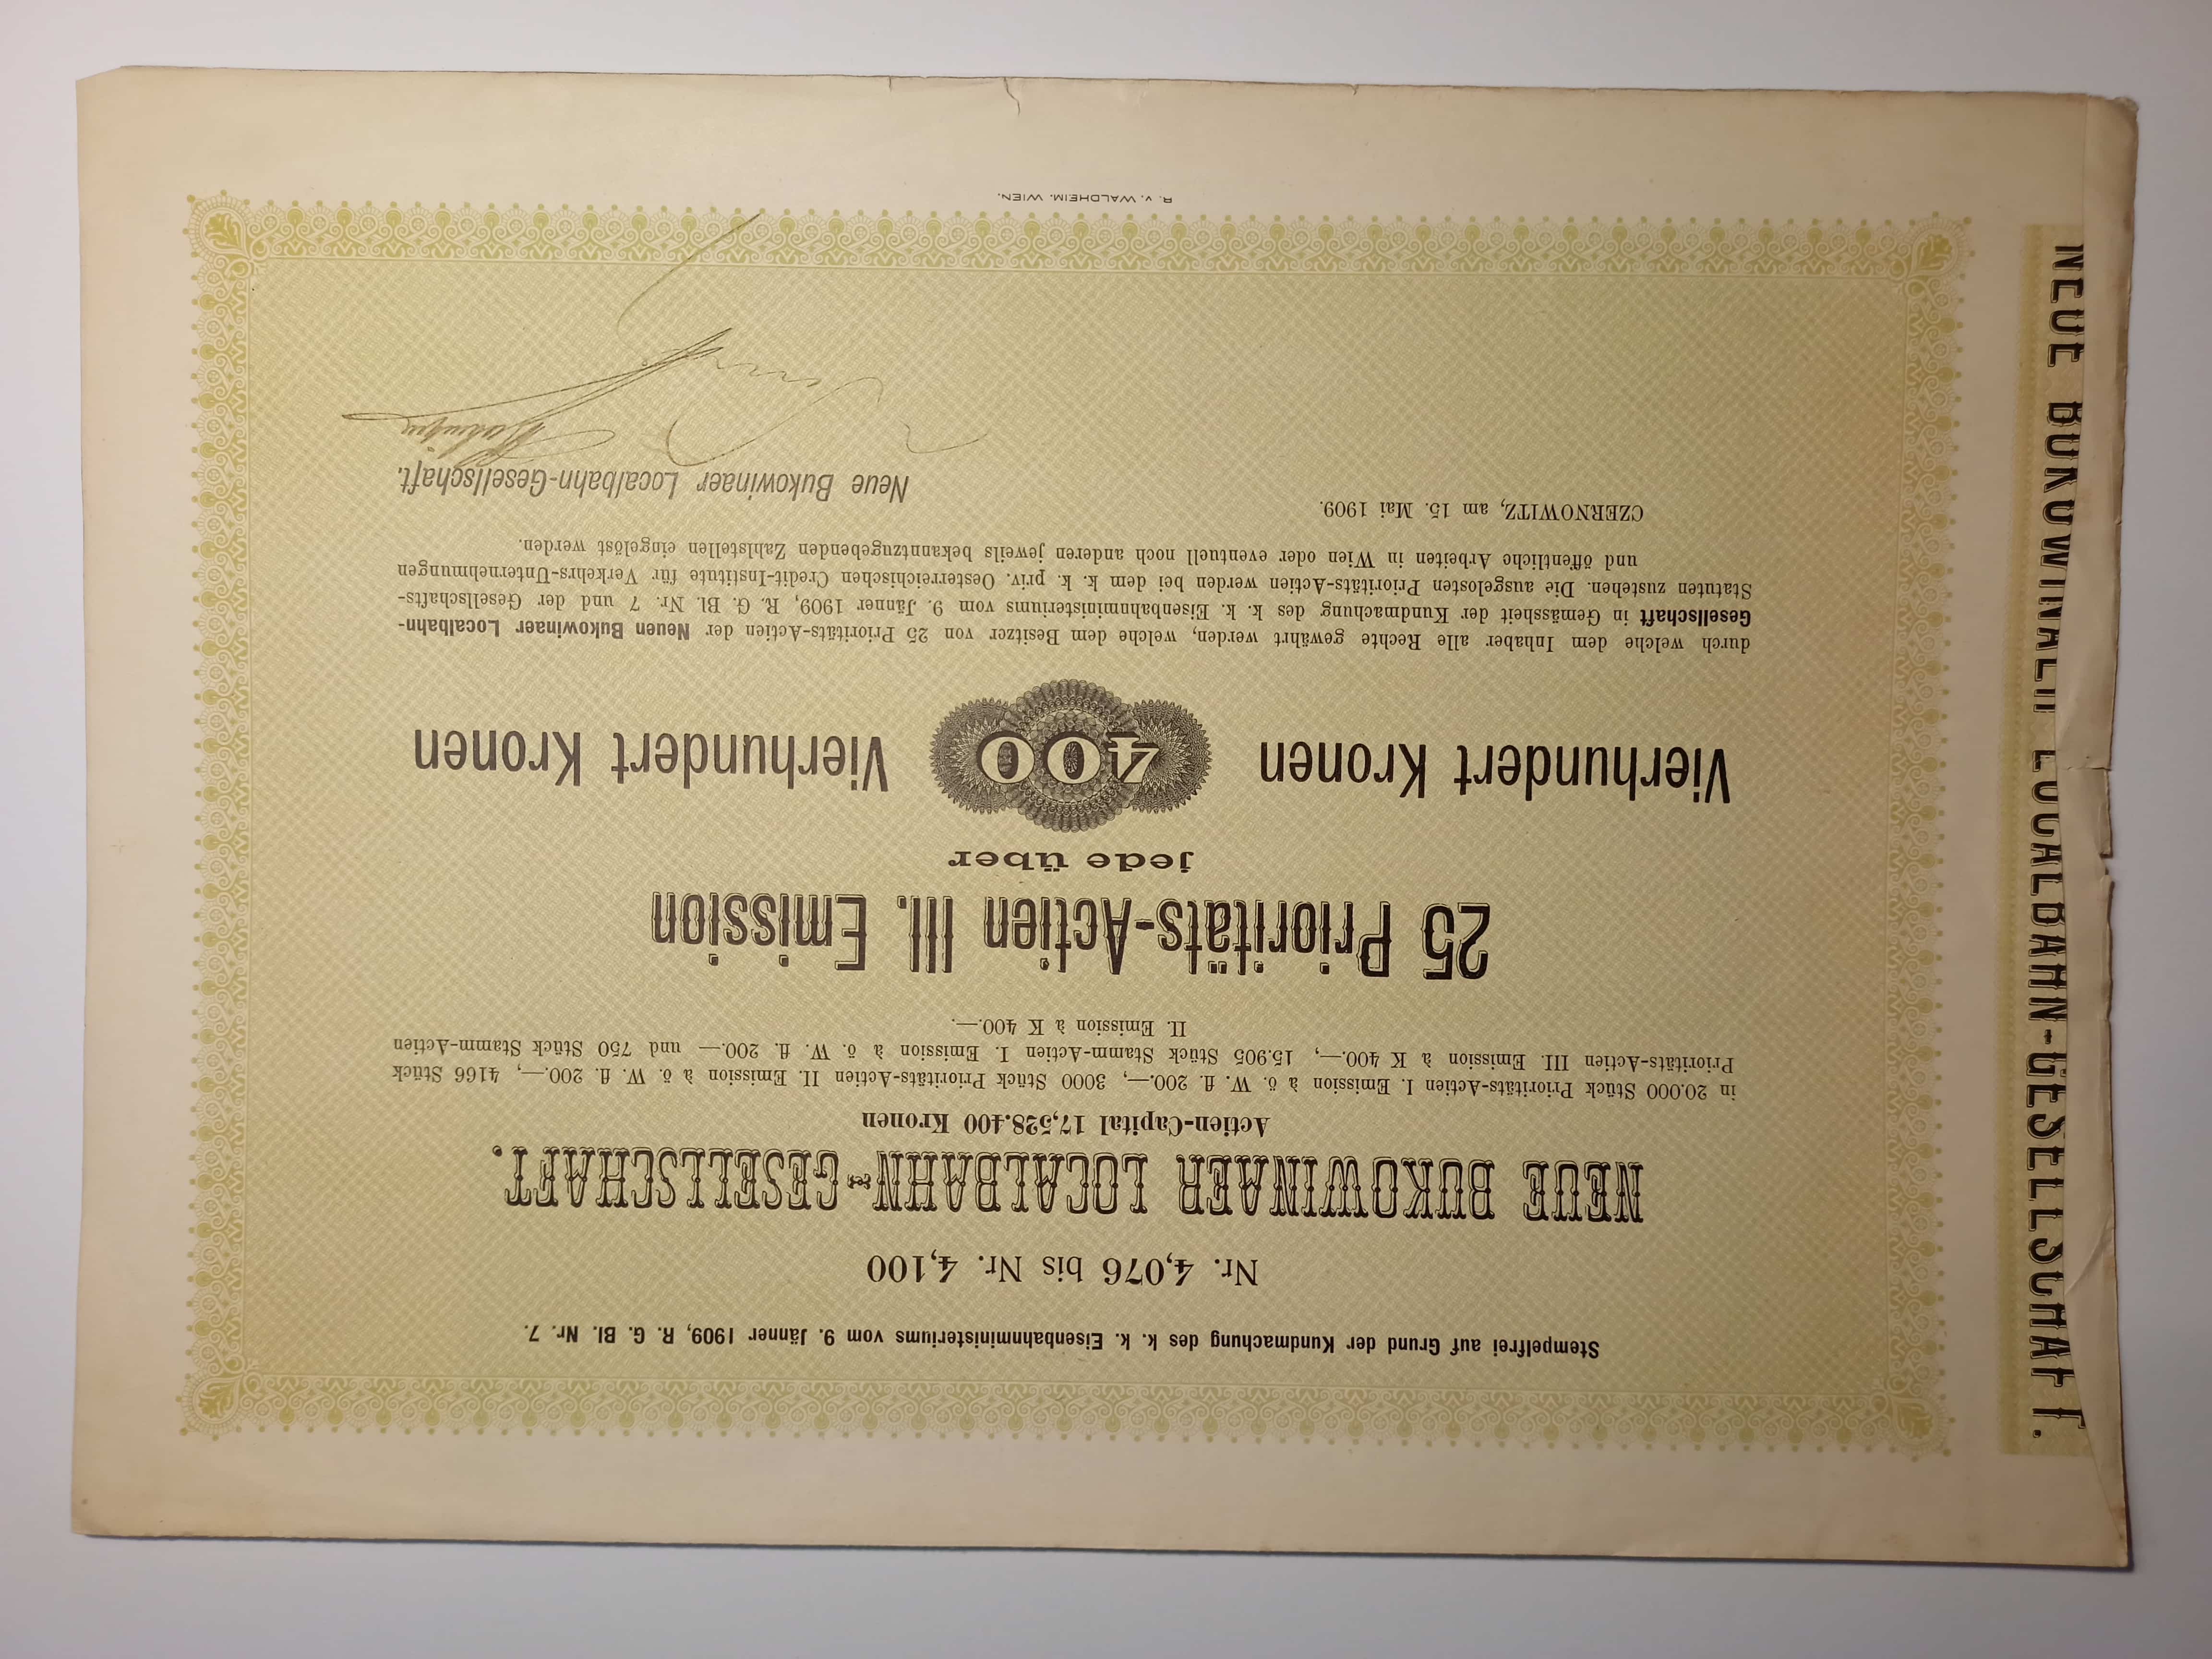 Stempelfrei auf Grund der Kundmachung des k. k. Eisenbahnministeriums vom 9. Jänner 1909, R. G. Bl. Nr. 7.
Nr. 4,076 bis Nr. 4,100
NEUE BUKOWINAER LOCALBAHN-GESELLSCHAFT.
Actien-Capital 17,528.400 Kronen
in 20.000 Stück Prioritäts-Actien I. Emission à ö. W. fl. 200.—, 3000 Stück Prioritäts-Actien II. Emission à ö. W. fl. 200.—, 4166 Stück
Prioritäts-Actien III. Emission à K 400.—, 15.905 Stück Stamm-Actien I. Emission à ö. W. fl. 200.— und 750 Stück Stamm-Actien
II. Emission à K 400.—.
25 Prioritäts-Actien III. Emission
jede über
Vierhundert Kronen 400 Vierhundert Kronen
durch welche dem Inhaber alle Rechte gewährt werden, welche dem Besitzer von 25 Prioritäts-Actien der Neuen Bukowinaer Localbahn-
Gesellschaft in Gemässheit der Kundmachung des k. k. Eisenbahnministeriums vom 9. Jänner 1909, R. G. Bl. Nr. 7 und der Gesellschafts-
Statuten zustehen. Die ausgelosten Prioritäts-Actien werden bei dem k. k. priv. Oesterreichischen Credit-Institute für Verkehrs-Unternehmungen
und öffentliche Arbeiten in Wien oder eventuell noch anderen jeweils bekanntzugebenden Zahlstellen eingelöst werden.
CZERNOWITZ, am 15. Mai 1909.
Neue Bukowinaer Localbahn-Gesellschaft.
R. v. WALDHEIM. WIEN.
NEUE BUKOWINAER LOCALBAHN-GESELLSCHAFT.